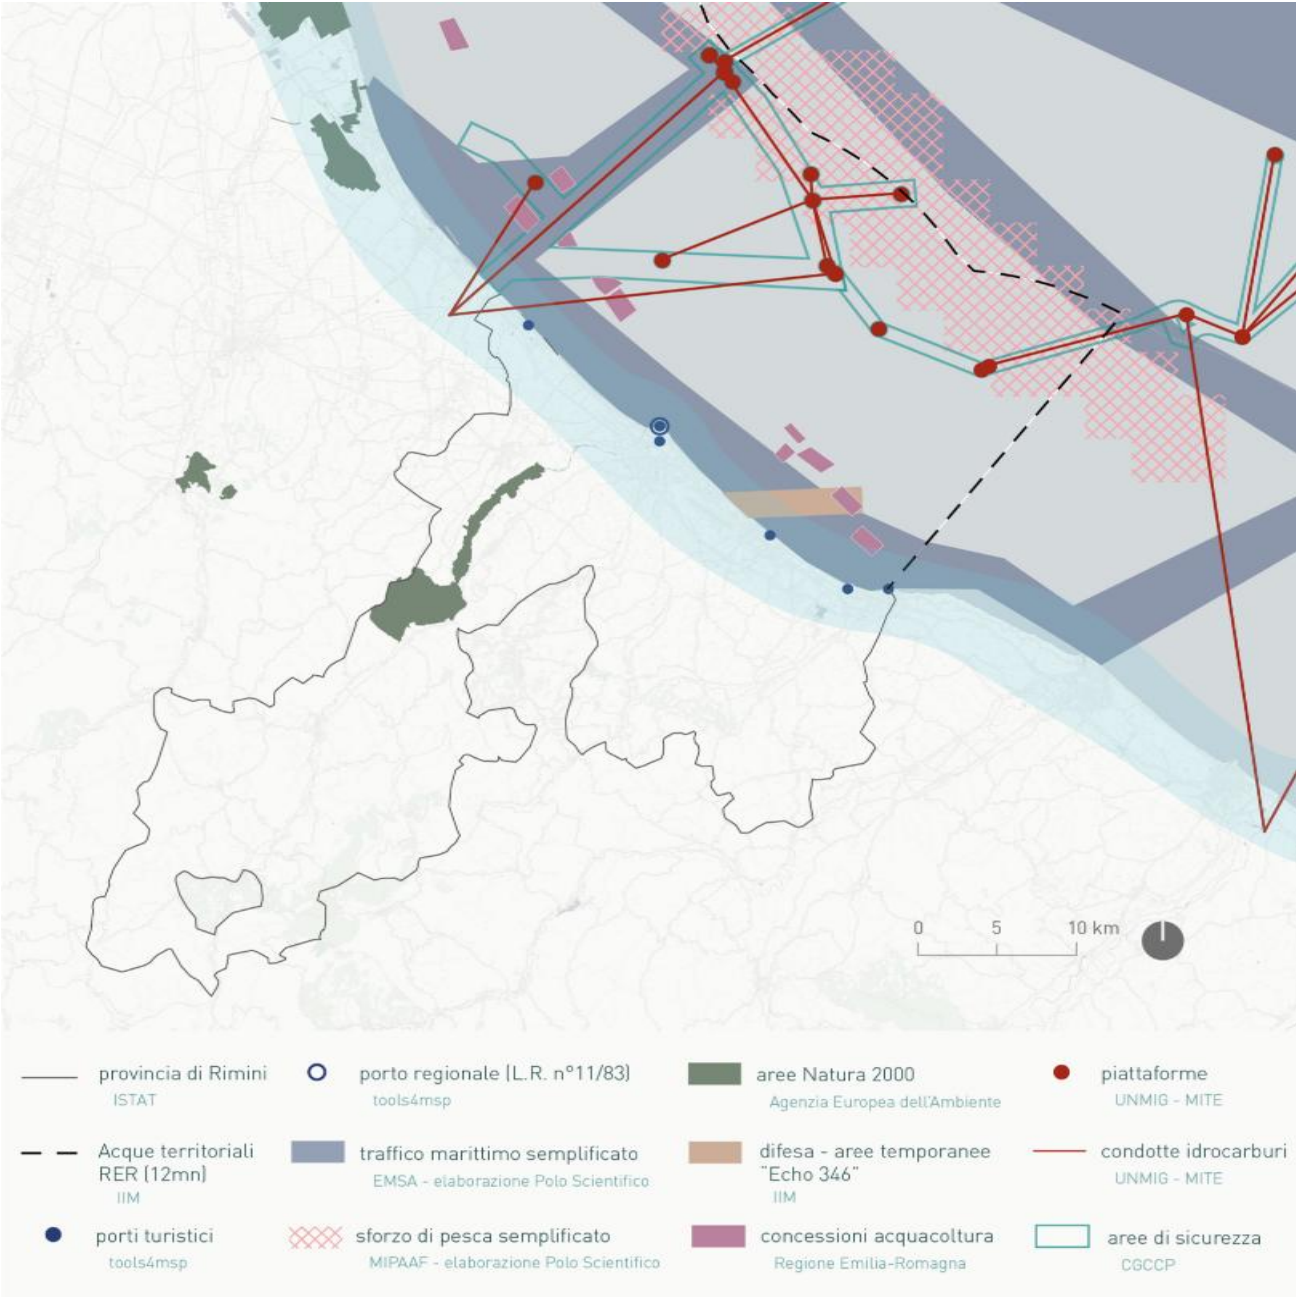 0 5 10 km
provincia di Rimini
ISTAT
porto regionale (L.R. n°11/83)
tools4msp
aree Natura 2000
Agenzia Europea dell'Ambiente
piattaforme
UNMIG - MITE
Acque territoriali
RER (12mn)
IIM
traffico marittimo semplificato
EMSA - elaborazione Polo Scientifico
difesa - aree temporanee
"Echo 346"
IIM
condotte idrocarburi
UNMIG - MITE
porti turistici
tools4msp
sforzo di pesca semplificato
MIPAAF - elaborazione Polo Scientifico
concessioni acquacoltura
Regione Emilia-Romagna
aree di sicurezza
CGCCP